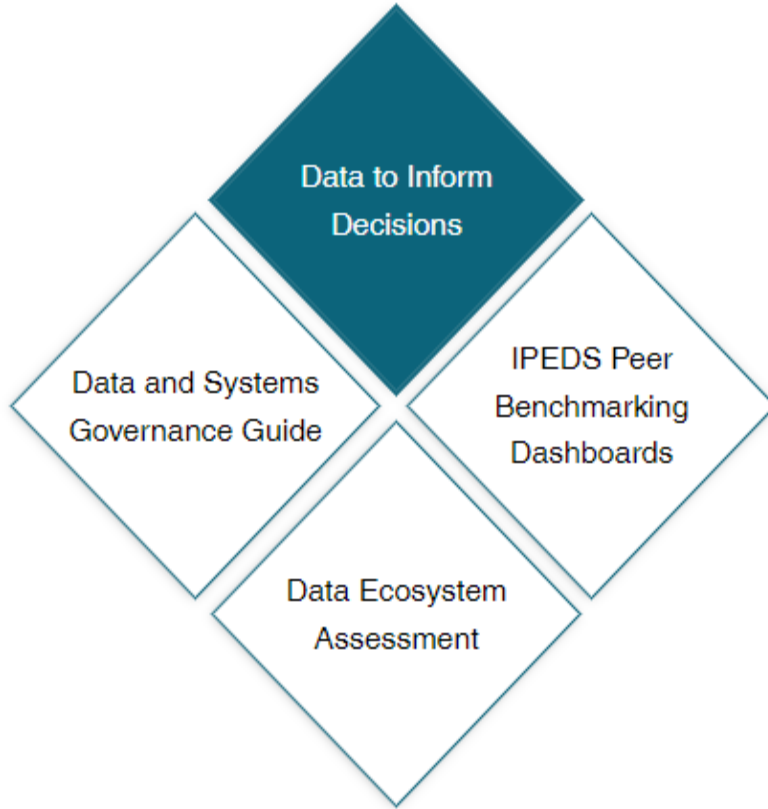 Data to Inform
Decisions
Data and Systems
Governance Guide
IPEDS Peer
Benchmarking
Dashboards
Data Ecosystem
Assessment